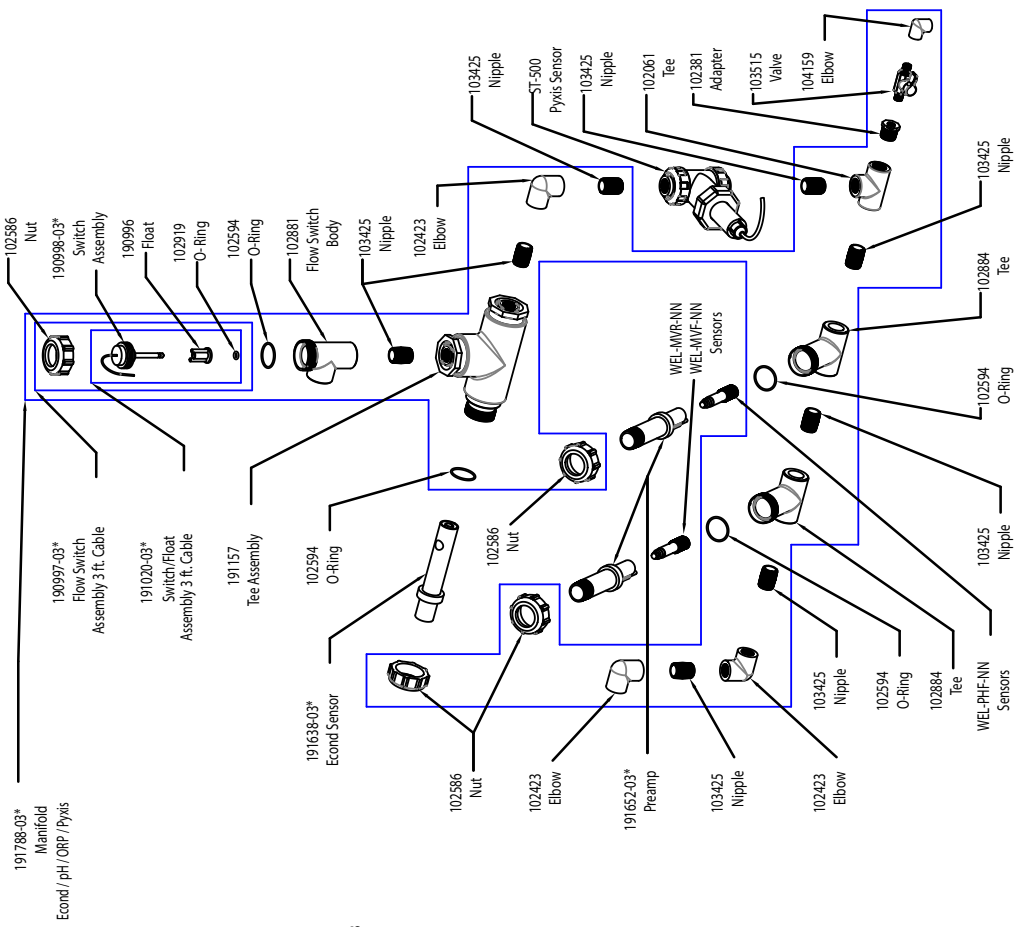 102586
Nut
190998-03*
Switch
Assembly
190996
Float
102919
O- Ring
102594
O-Ring
102881
Flow Switch
Body
103425
Nipple
102423
Elbow
103425
Nipple
ST-500
Pyxis Sensor
103425
Nipple
102061
Tee
102381
Adapter
103515
Valve
104159
Elbow
103425
Nipple
102884
Tee
102594
O-Ring
103425
Nipple
WEL-MVR-NN
WEL-MVF-NN
Sensors
191788-03*
Manifold
Econd / pH / ORP / Pyxis
190997-03*
Flow Switch
Assembly 3 ft. Cable
191020-03*
Switch/Float
Assembly 3 ft. Cable
191157
Tee Assembly
102594
O-Ring
102586
Nut
191638-03*
Econd Sensor
102586
Nut
102423
Elbow
191652-03*
Preamp
103425
Nipple
102423
Elbow
103425
Nipple
102594
O-Ring
102884
Tee
WEL-PHF-NN
Sensors